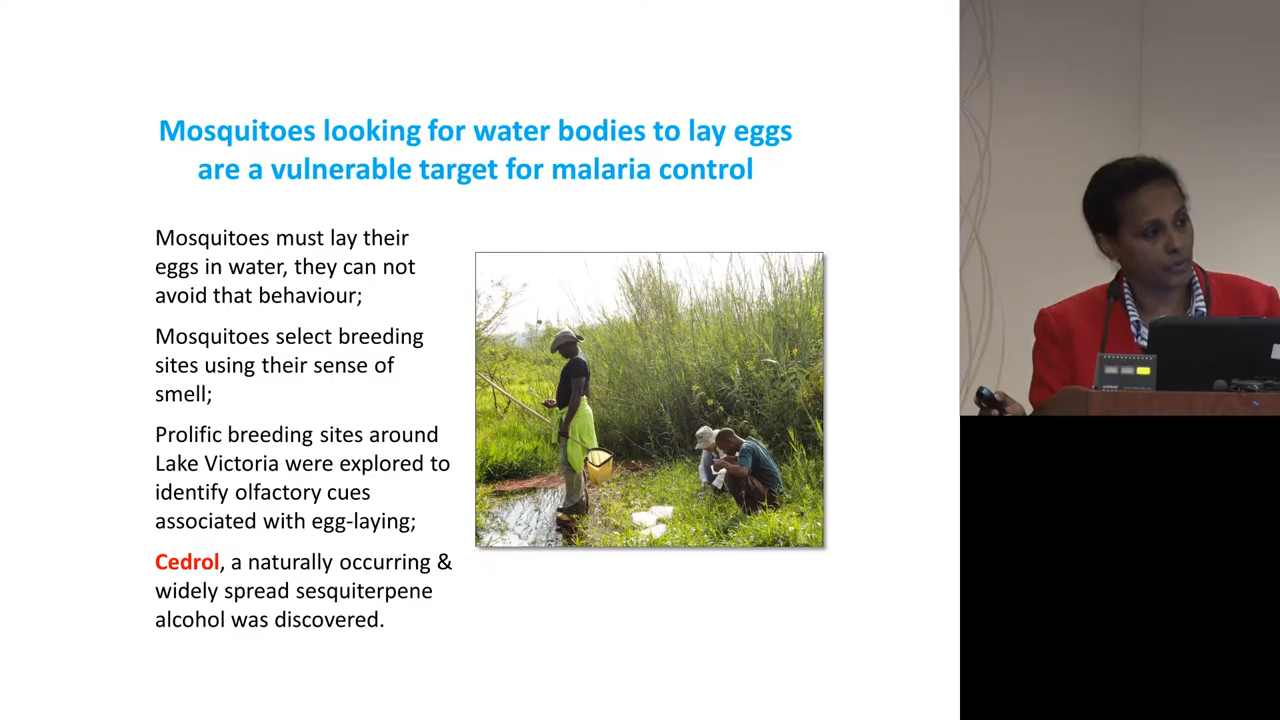 Mosquitoes looking for water bodies to lay eggs
are a vulnerable target for malaria control
Mosquitoes must lay their
eggs in water, they can not
avoid that behaviour;
Mosquitoes select breeding
sites using their sense of
smell;
Prolific breeding sites around
Lake Victoria were explored to
identify olfactory cues
associated with egg-laying;
Cedrol, a naturally occurring &
widely spread sesquiterpene
alcohol was discovered.